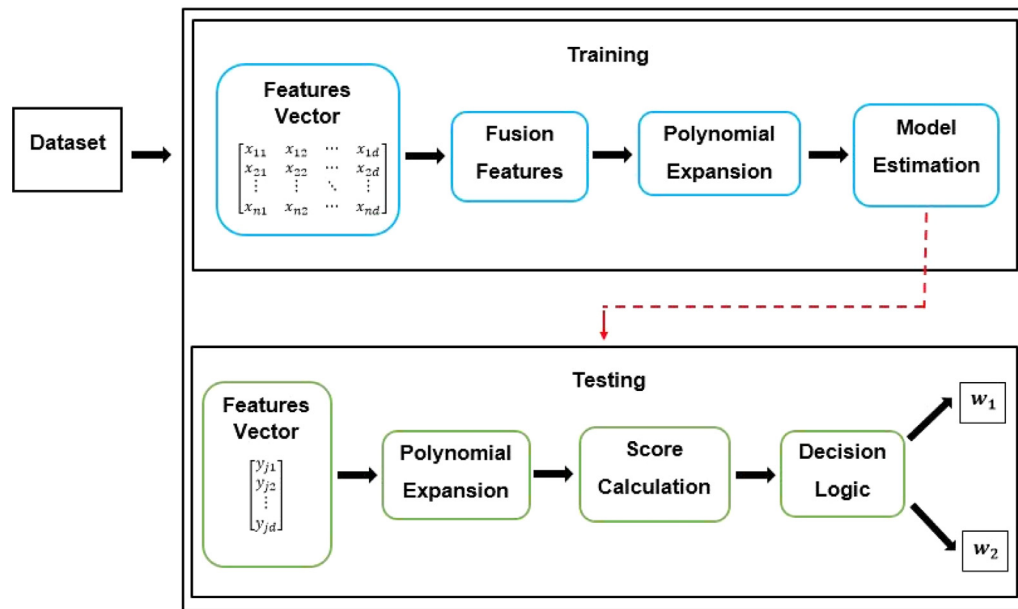 Training
Dataset
Features
Vector
x11 x12 ⋯ x1d
x21 x22 ⋯ x2d
⋮ ⋮ ⋱ ⋮
xn1 xn2 ⋯ xnd
Fusion
Features
Polynomial
Expansion
Model
Estimation
Testing
Features
Vector
yj1
yj2
⋮
yjd
Polynomial
Expansion
Score
Calculation
Decision
Logic
w1
w2